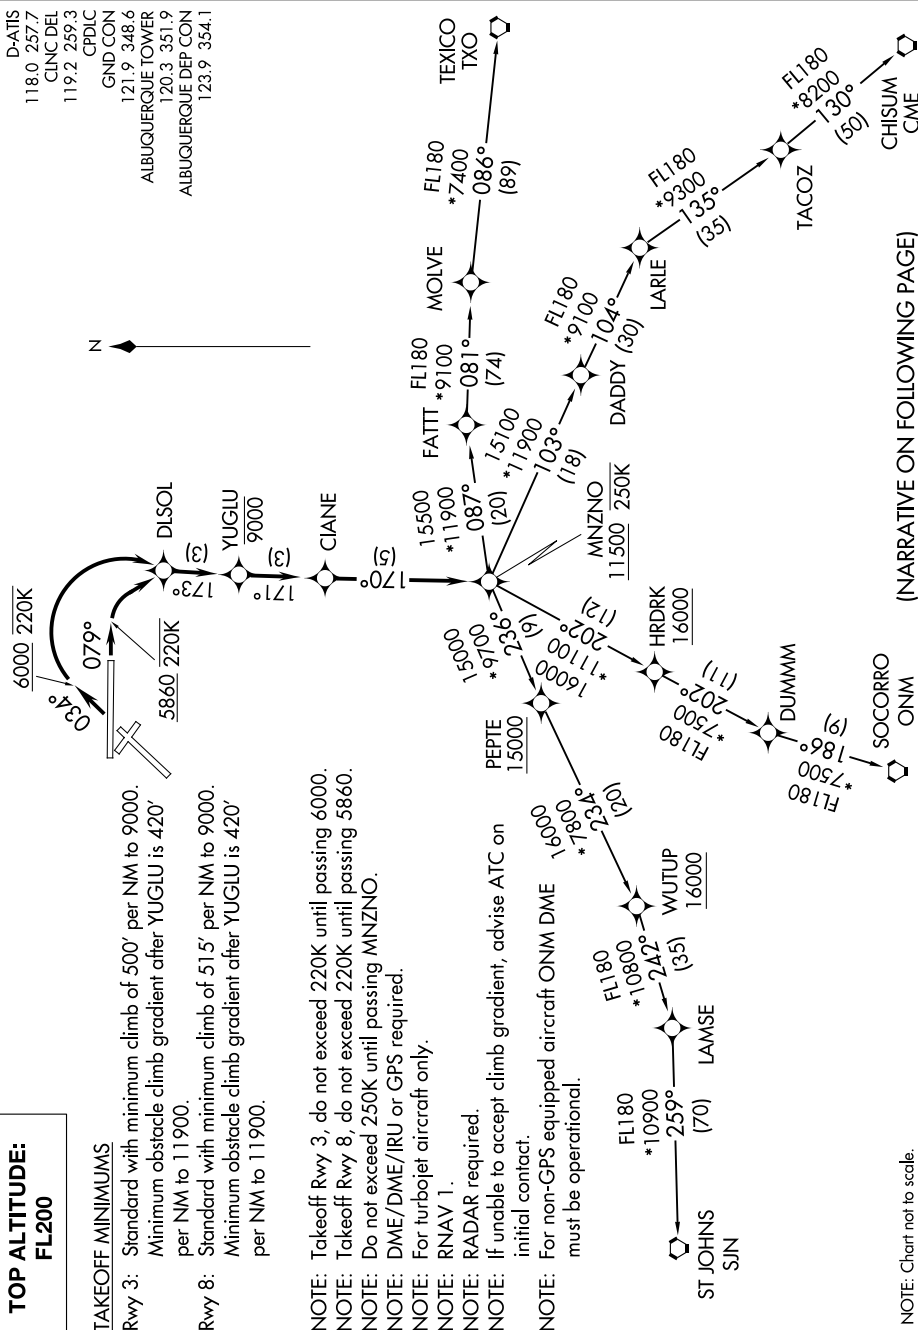 TOP ALTITUDE:
FL200
D-ATIS
118.0 257.7
CLNC DEL
119.2 259.3
CPDLC
GND CON
121.9 348.6
ALBUQUERQUE TOWER
120.3 351.9
ALBUQUERQUE DEP CON
123.9 354.1
TAKEOFF MINIMUMS
Rwy 3: Standard with minimum climb of 500' per NM to 9000.
Minimum obstacle climb gradient after YUGLU is 420'
per NM to 11900.
Rwy 8: Standard with minimum climb of 515' per NM to 9000.
Minimum obstacle climb gradient after YUGLU is 420'
per NM to 11900.
NOTE: Takeoff Rwy 3, do not exceed 220K until passing 6000.
NOTE: Takeoff Rwy 8, do not exceed 220K until passing 5860.
NOTE: Do not exceed 250K until passing MNZNO.
NOTE: DME/DME/IRU or GPS required.
NOTE: For turbojet aircraft only.
NOTE: RNAV 1.
NOTE: RADAR required.
NOTE: If unable to accept climb gradient, advise ATC on
initial contact.
NOTE: For non-GPS equipped aircraft ONM DME
must be operational.
N
6000 220K
034°
079°
5860 220K
DLSOL
173°
(3)
YUGLU
9000
171°
(3)
CIANE
170°
(5)
MNZNO
11500 250K
15500
*11900
087°
(20)
FATTT
FL180
*9100
081°
(74)
MOLVE
FL180
*7400
086°
(89)
TEXICO
TXO
15100
*11900
103°
(18)
DADDY
FL180
*9100
104°
(30)
LARLE
FL180
*9300
135°
(35)
TACOZ
FL180
*8200
130°
(50)
CHISUM
CME
16000
*11100
202°
(12)
HRDRK
16000
FL180
*7500
202°
(11)
DUMMM
FL180
*7500
186°
(9)
SOCORRO
ONM
15000
*9700
236°
(9)
PEPTE
15000
16000
*7800
234°
(20)
WUTUP
16000
FL180
*10800
242°
(35)
LAMSE
FL180
*10900
259°
(70)
ST JOHNS
SJN
NOTE: Chart not to scale.
(NARRATIVE ON FOLLOWING PAGE)